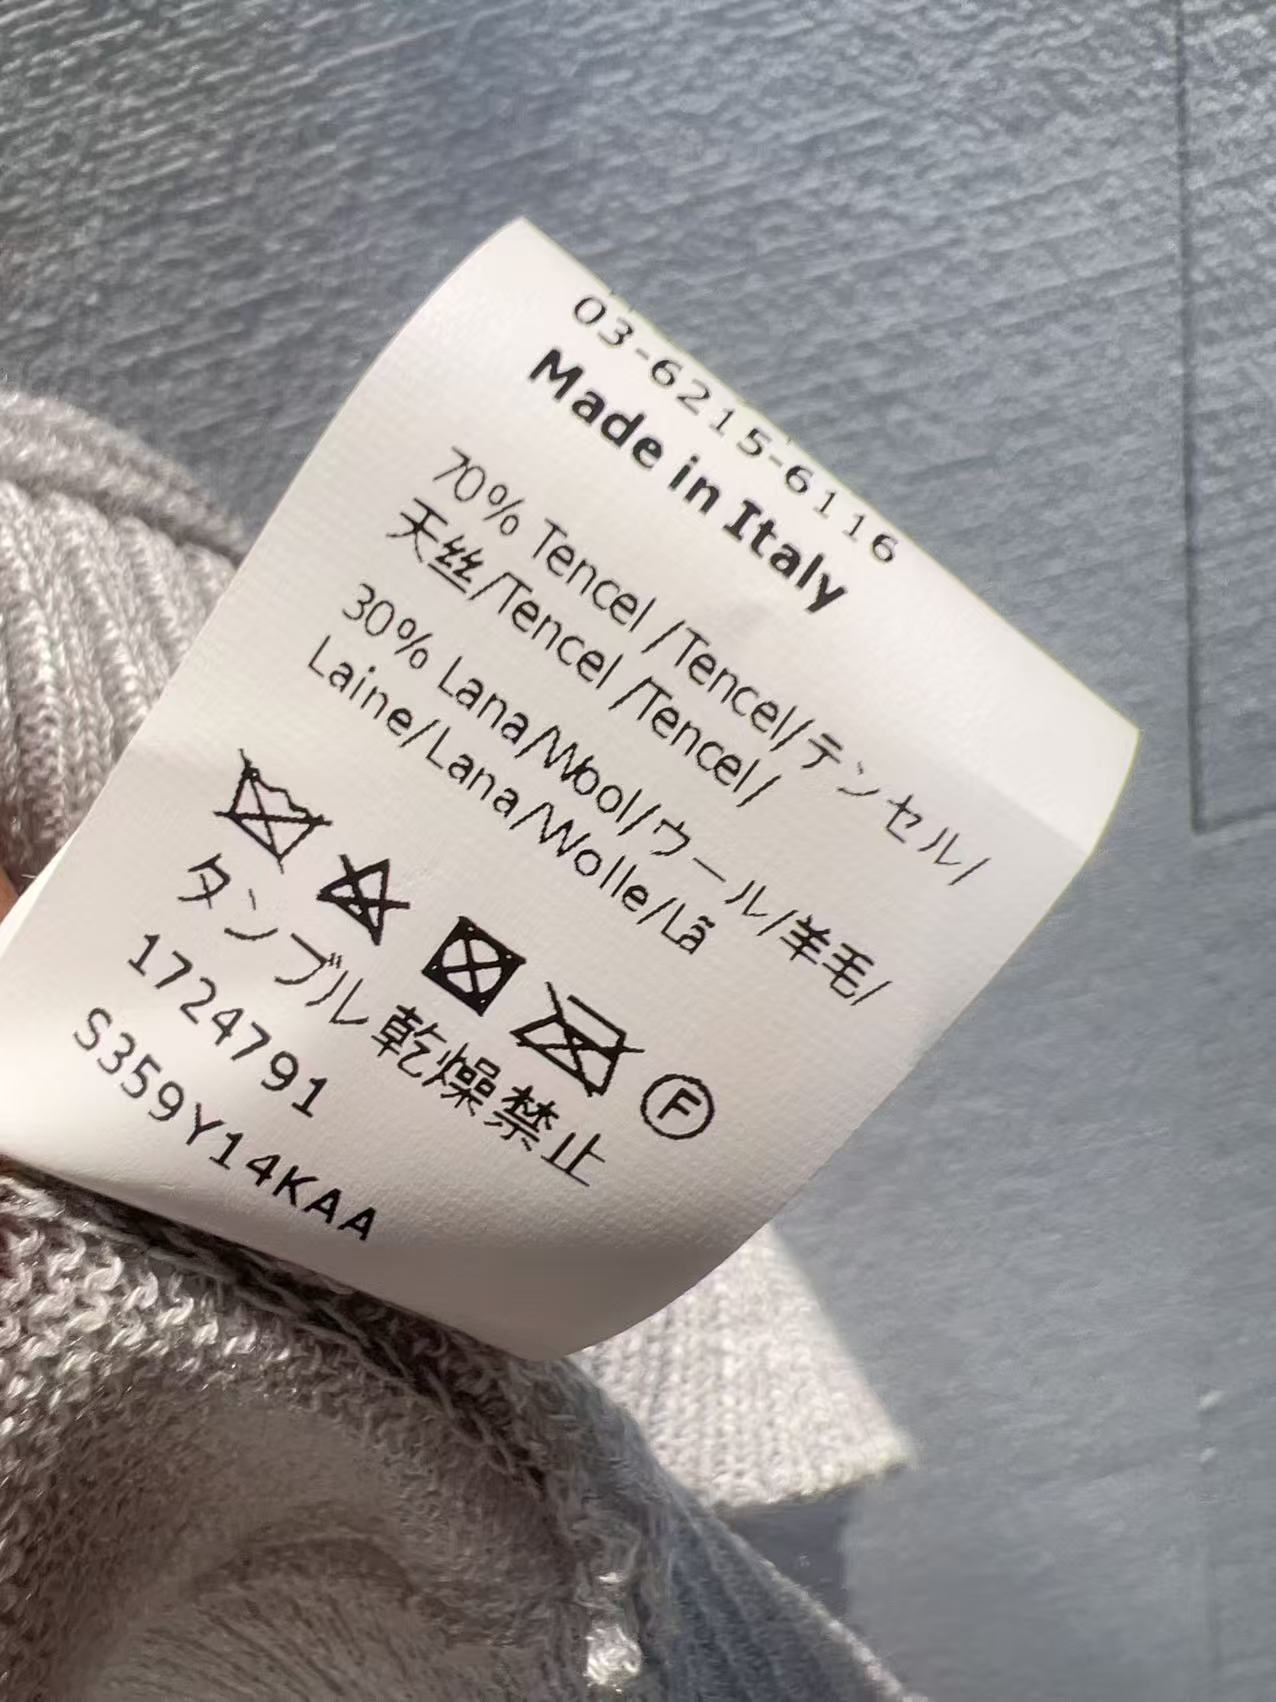 03-6215-6116
Made in Italy
70% Tencel /Tencel/テンセル/
天丝/Tencel /Tencel/
30% Lana/Wool/ウール/羊毛/
Laine/Lana/Wolle/Lã
F
タンブル乾燥禁止
1724791
S359Y14KAA